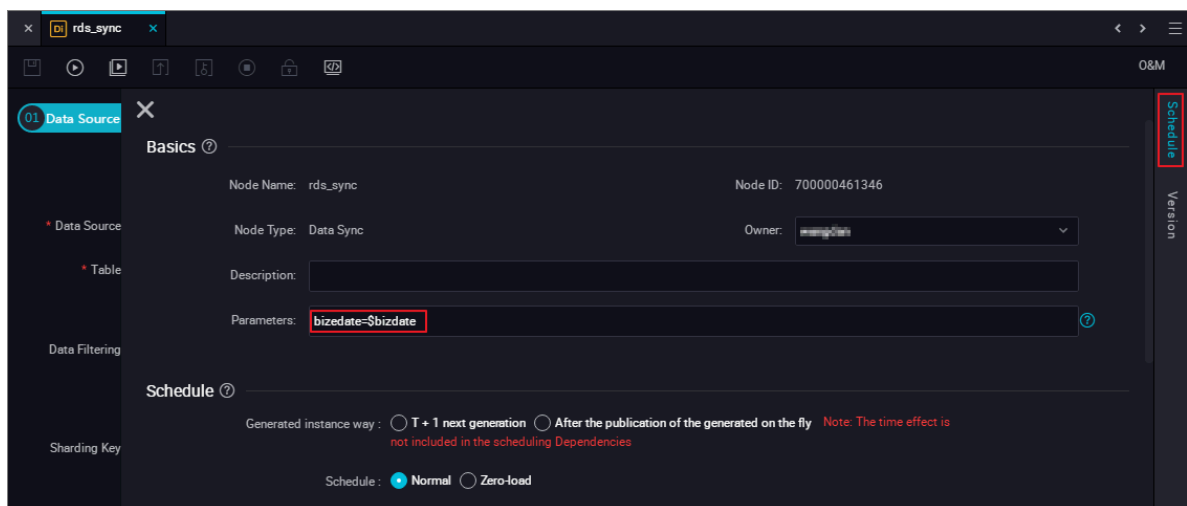 Di rds_sync
O&M
01 Data Source
Schedule
Version
Basics
Node Name: rds_sync
Node ID: 700000461346
* Data Source
Node Type: Data Sync
Owner:
* Table
Description:
Parameters: bizedate=$bizdate
Data Filtering
Schedule
Generated instance way : T + 1 next generation After the publication of the generated on the fly Note: The time effect is
not included in the scheduling Dependencies
Sharding Key
Schedule : Normal Zero-load